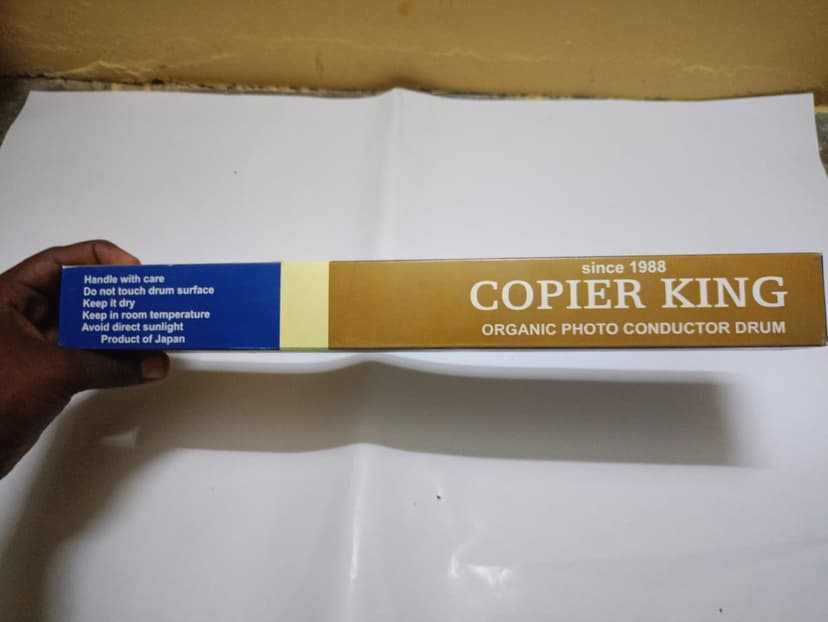 Handle with care
Do not touch drum surface
Keep it dry
Keep in room temperature
Avoid direct sunlight
Product of Japan
since 1988
COPIER KING
ORGANIC PHOTO CONDUCTOR DRUM